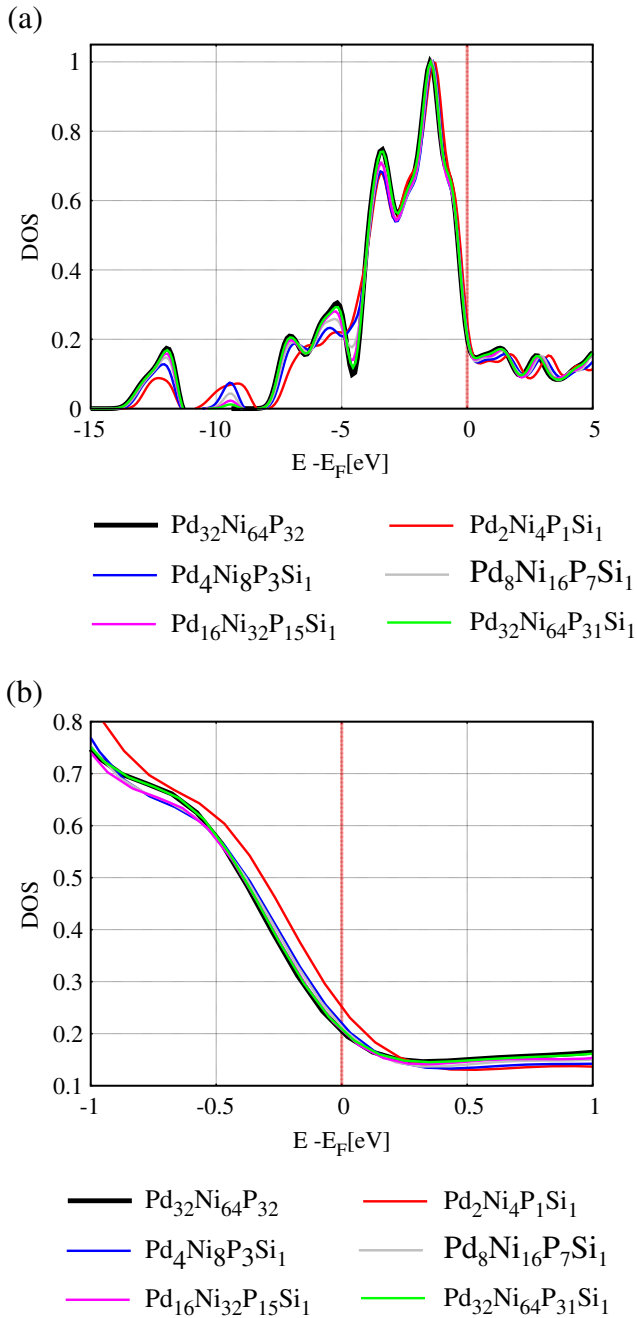 (a)
1
0.8
0.6
0.4
0.2
0
DOS
-15 -10 -5 0 5
E -E_F[eV]
Pd32Ni64P32 Pd2Ni4P1Si1
Pd4Ni8P3Si1 Pd8Ni16P7Si1
Pd16Ni32P15Si1 Pd32Ni64P31Si1
(b)
0.8
0.7
0.6
0.5
0.4
0.3
0.2
0.1
DOS
-1 -0.5 0 0.5 1
E -E_F[eV]
Pd32Ni64P32 Pd2Ni4P1Si1
Pd4Ni8P3Si1 Pd8Ni16P7Si1
Pd16Ni32P15Si1 Pd32Ni64P31Si1